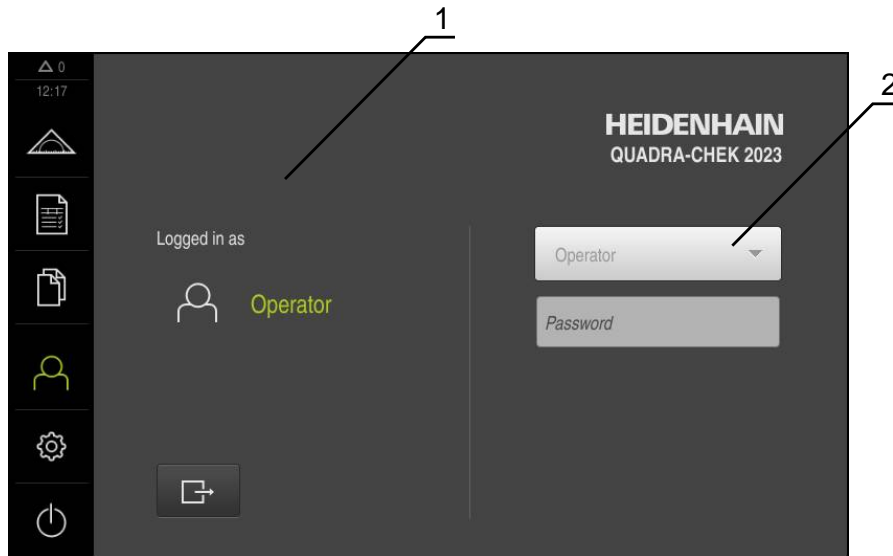 1
2
0
12:17
HEIDENHAIN
QUADRA-CHEK 2023
Logged in as
Operator
Operator
Password